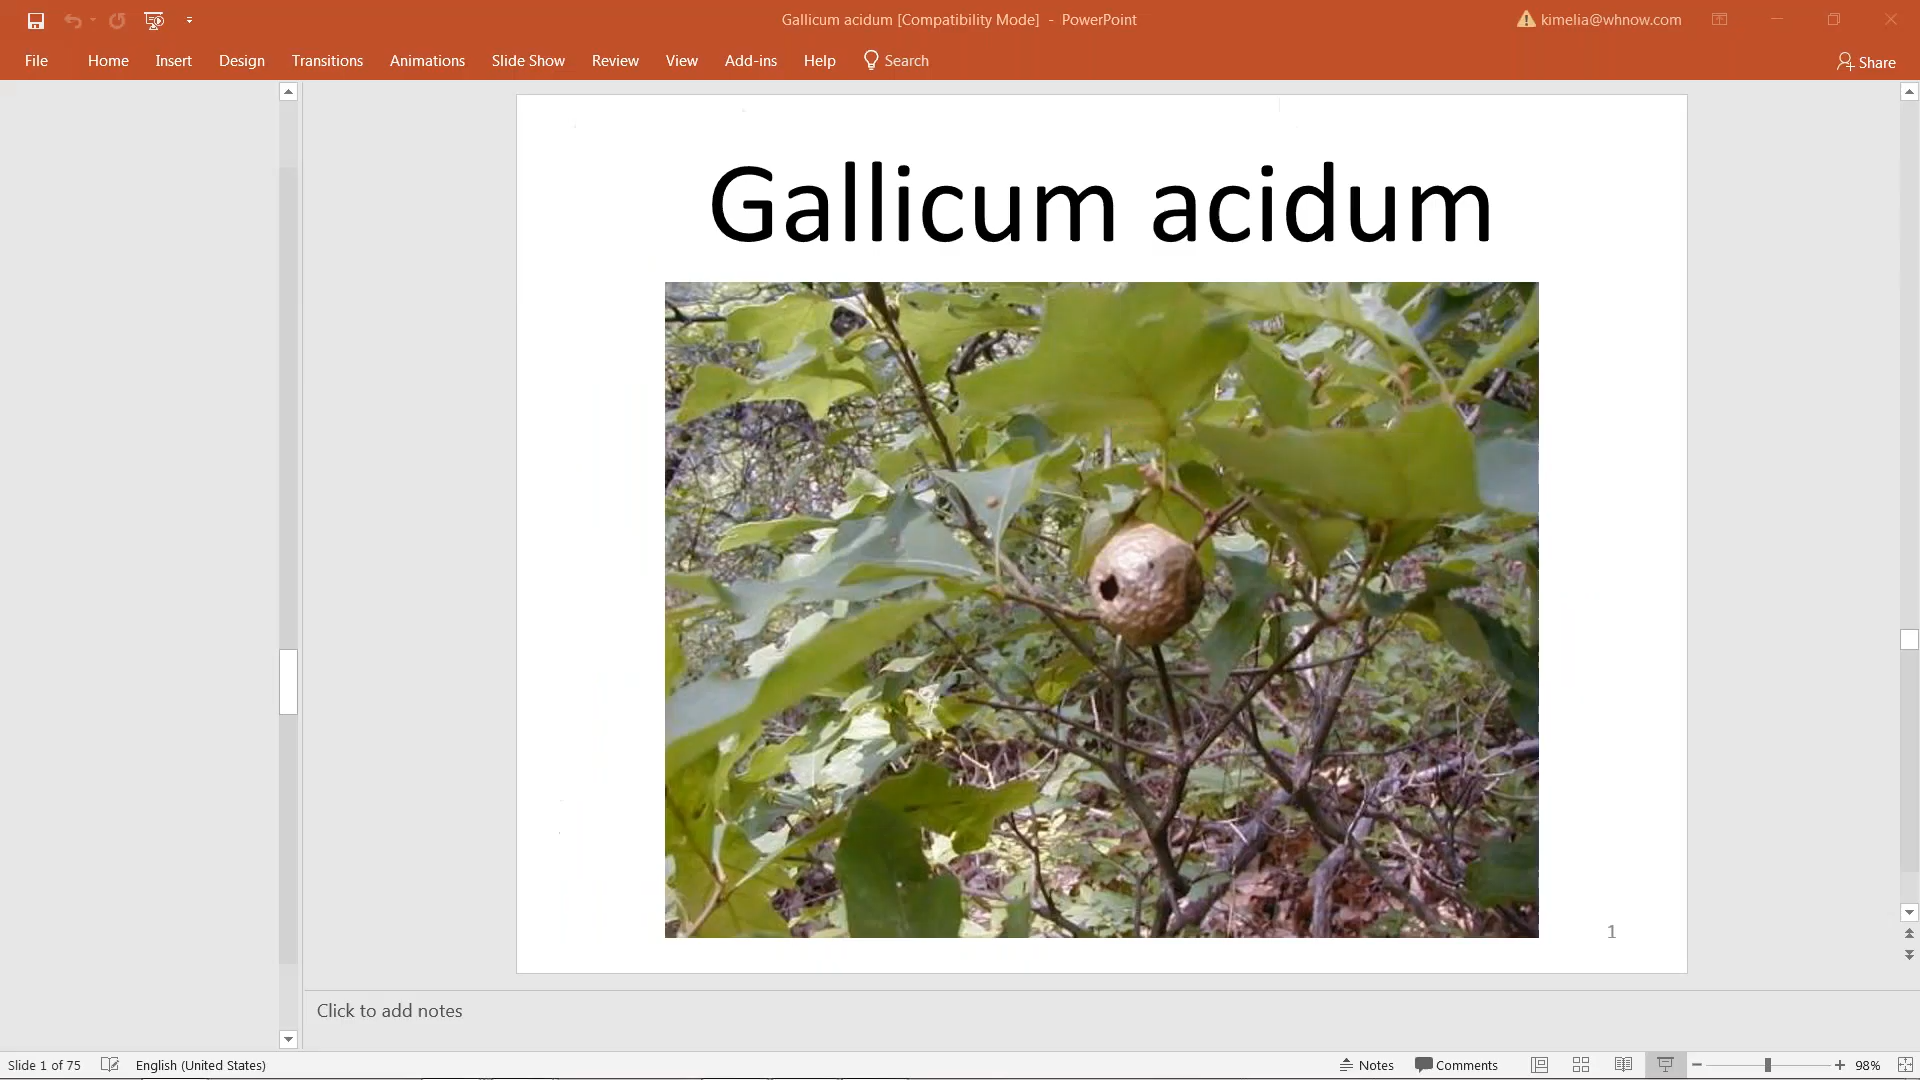 Gallicum acidum [Compatibility Mode] - PowerPoint
kimelia@whnow.com
File Home Insert Design Transitions Animations Slide Show Review View Add-ins Help Search
Share
Gallicum acidum
1
Click to add notes
Slide 1 of 75 English (United States) Notes Comments 98%